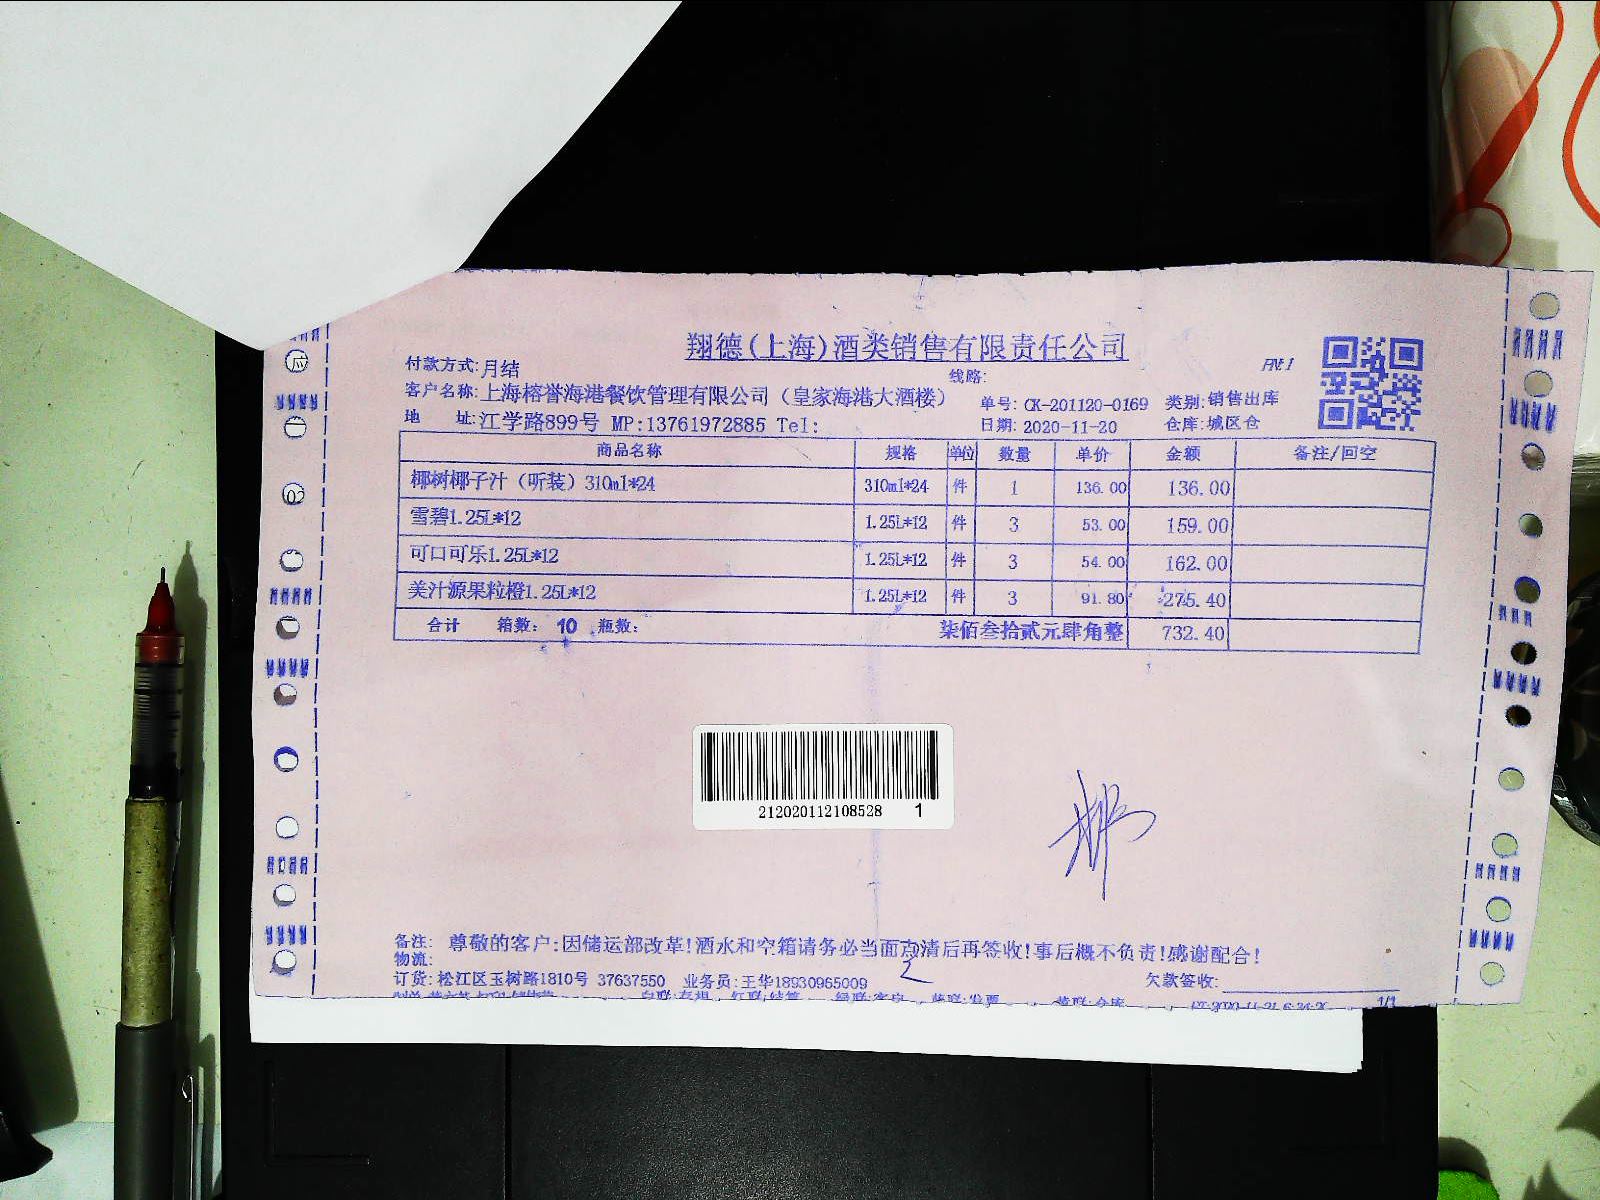 翔德(上海)酒类销售有限责任公司
付款方式:月结
线路:
客户名称:上海榕誉海港餐饮管理有限公司（皇家海港大酒楼）
单号: CK-201120-0169 类别:销售出库
地 址:江学路899号 MP:13761972885 Tel:
日期: 2020-11-20 仓库:城区仓
商品名称 规格 单位 数量 单价 金额 备注/回空
椰树椰子汁（听装）310ml*24 310ml*24 件 1 136.00 136.00
雪碧1.25L*12 1.25L*12 件 3 53.00 159.00
可口可乐1.25L*12 1.25L*12 件 3 54.00 162.00
美汁源果粒橙1.25L*12 1.25L*12 件 3 91.80 275.40
合计 箱数: 10 瓶数: 柒佰叁拾贰元肆角整 732.40
212020112108528 1
备注: 尊敬的客户:因储运部改革!酒水和空箱请务必当面点清后再签收!事后概不负责!感谢配合!
物流:
订货: 松江区玉树路1810号 37637550 业务员:王华18930965009 欠款签收:
1/1